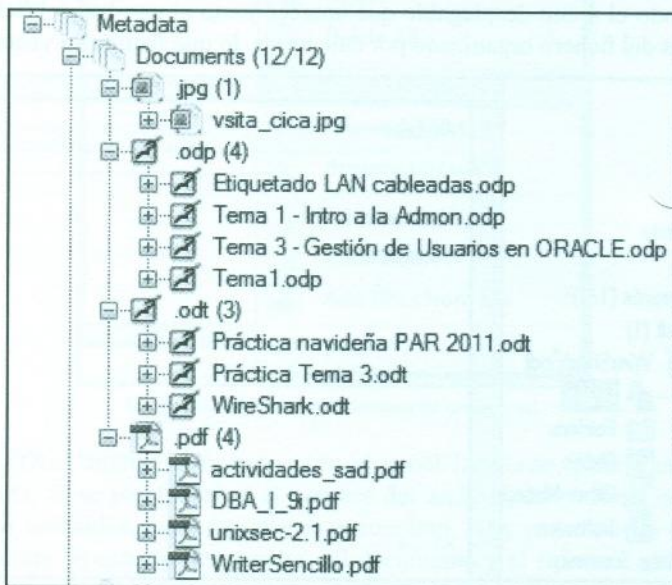 Metadata
Documents (12/12)
.jpg (1)
vsita_cica.jpg
.odp (4)
Etiquetado LAN cableadas.odp
Tema 1 - Intro a la Admon.odp
Tema 3 - Gestión de Usuarios en ORACLE.odp
Tema1.odp
.odt (3)
Práctica navideña PAR 2011.odt
Práctica Tema 3.odt
WireShark.odt
.pdf (4)
actividades_sad.pdf
DBA_I_9i.pdf
unixsec-2.1.pdf
WriterSencillo.pdf